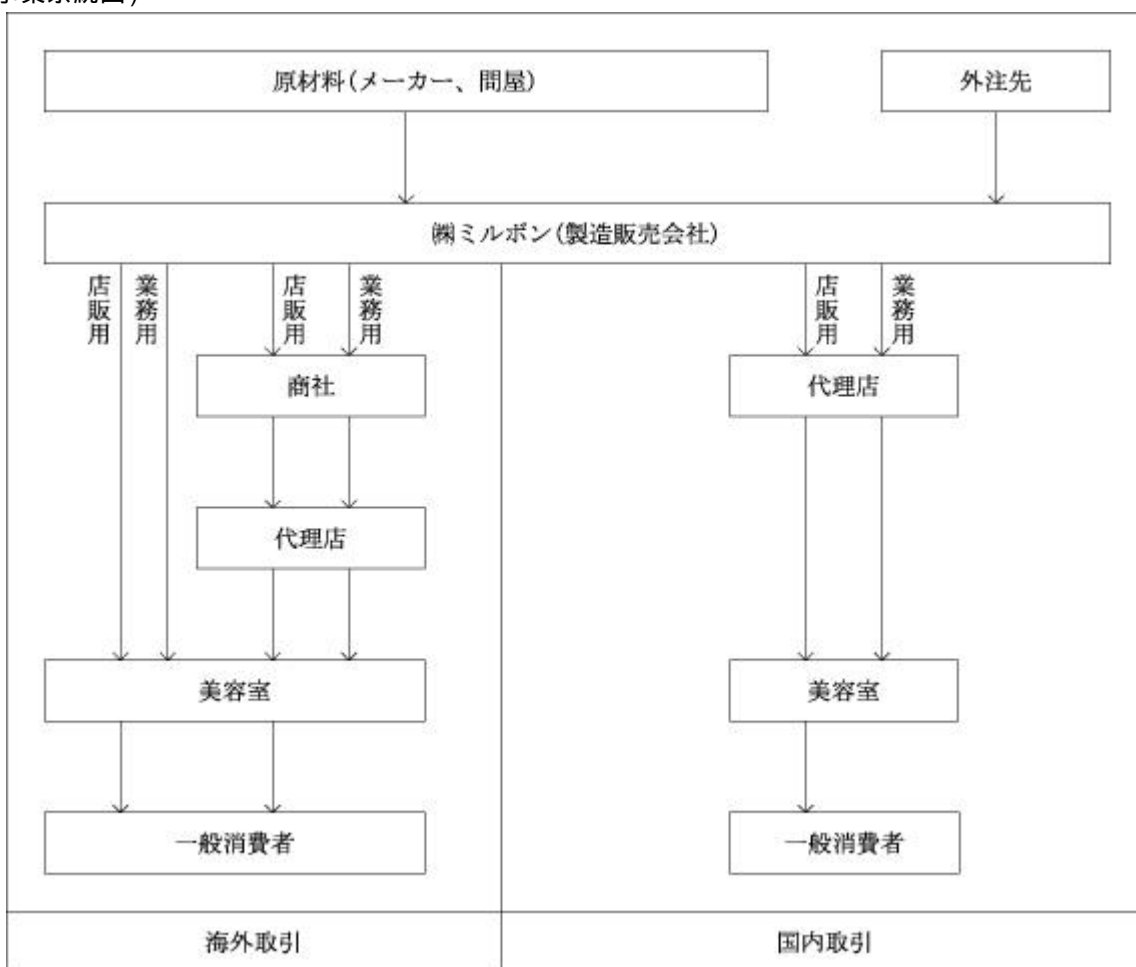 事業系統図)
原材料(メーカー、問屋)
外注先
㈱ミルボン(製造販売会社)
店販用
業務用
店販用
業務用
店販用
業務用
商社
代理店
代理店
美容室
美容室
一般消費者
一般消費者
海外取引
国内取引